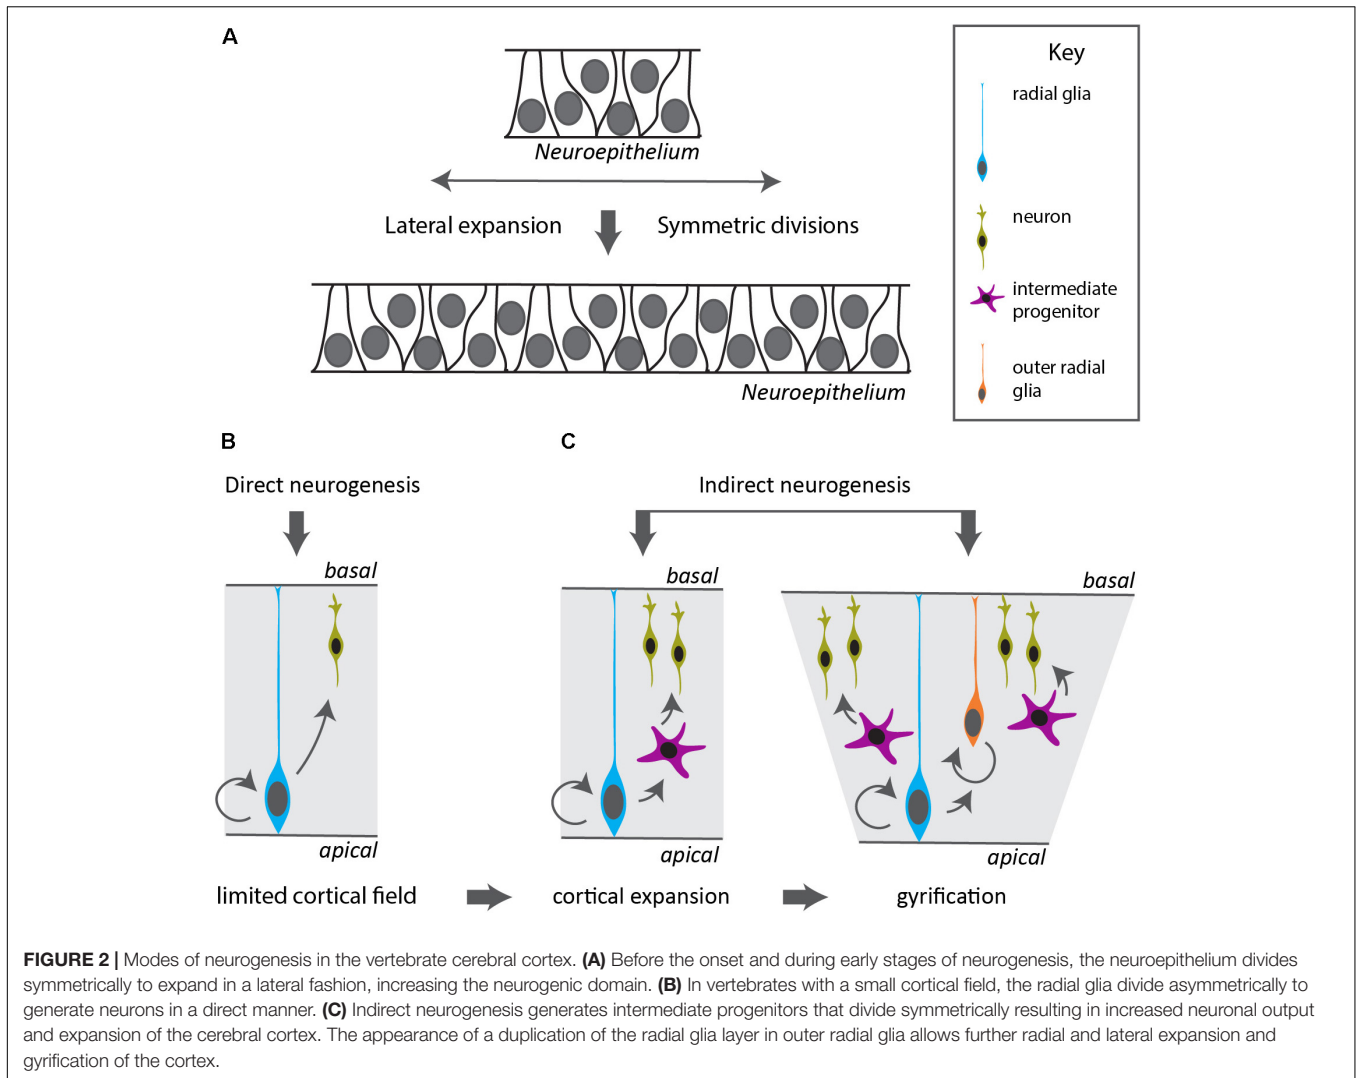 A
Neuroepithelium
Lateral expansion
Symmetric divisions
Neuroepithelium
Key
radial glia
neuron
intermediate
progenitor
outer radial
glia
B
Direct neurogenesis
basal
apical
limited cortical field
C
Indirect neurogenesis
basal
apical
cortical expansion
basal
apical
gyrification
FIGURE 2 | Modes of neurogenesis in the vertebrate cerebral cortex. (A) Before the onset and during early stages of neurogenesis, the neuroepithelium divides
symmetrically to expand in a lateral fashion, increasing the neurogenic domain. (B) In vertebrates with a small cortical field, the radial glia divide asymmetrically to
generate neurons in a direct manner. (C) Indirect neurogenesis generates intermediate progenitors that divide symmetrically resulting in increased neuronal output
and expansion of the cerebral cortex. The appearance of a duplication of the radial glia layer in outer radial glia allows further radial and lateral expansion and
gyrification of the cortex.